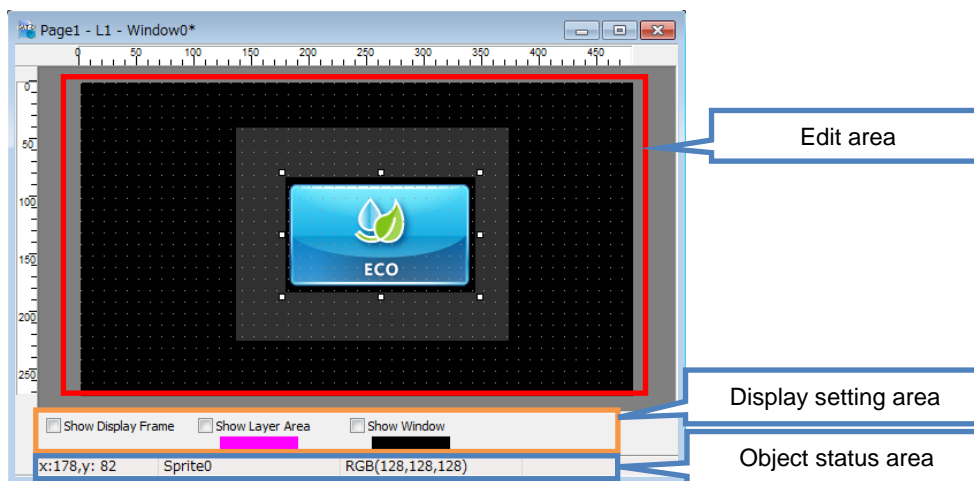 Page1 - L1 - Window0*
0 50 100 150 200 250 300 350 400 450
0
50
100
150
200
250
ECO
Edit area
Display setting area
Show Display Frame Show Layer Area Show Window
Object status area
x:178,y: 82 Sprite0 RGB(128,128,128)